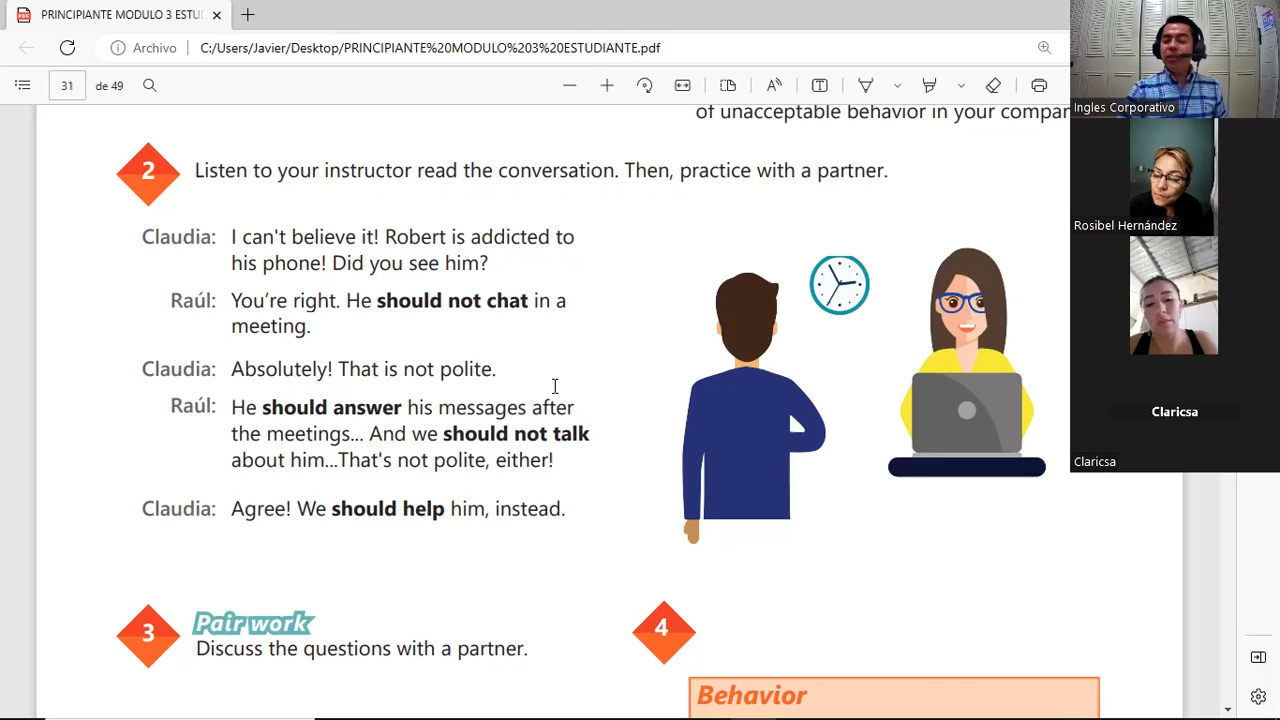 PRINCIPIANTE MODULO 3 ESTU
Archivo
C:/Users/Javier/Desktop/PRINCIPIANTE%20MODULO%203%20ESTUDIANTE.pdf
31 de 49
of unacceptable behavior in your compa
2 Listen to your instructor read the conversation. Then, practice with a partner.
Claudia: I can't believe it! Robert is addicted to
his phone! Did you see him?
Raúl: You're right. He should not chat in a
meeting.
Claudia: Absolutely! That is not polite.
Raúl: He should answer his messages after
the meetings... And we should not talk
about him...That's not polite, either!
Claudia: Agree! We should help him, instead.
3 Pair work
Discuss the questions with a partner.
4
Behavior
Ingles Corporativo
Rosibel Hernández
Claricsa
Claricsa